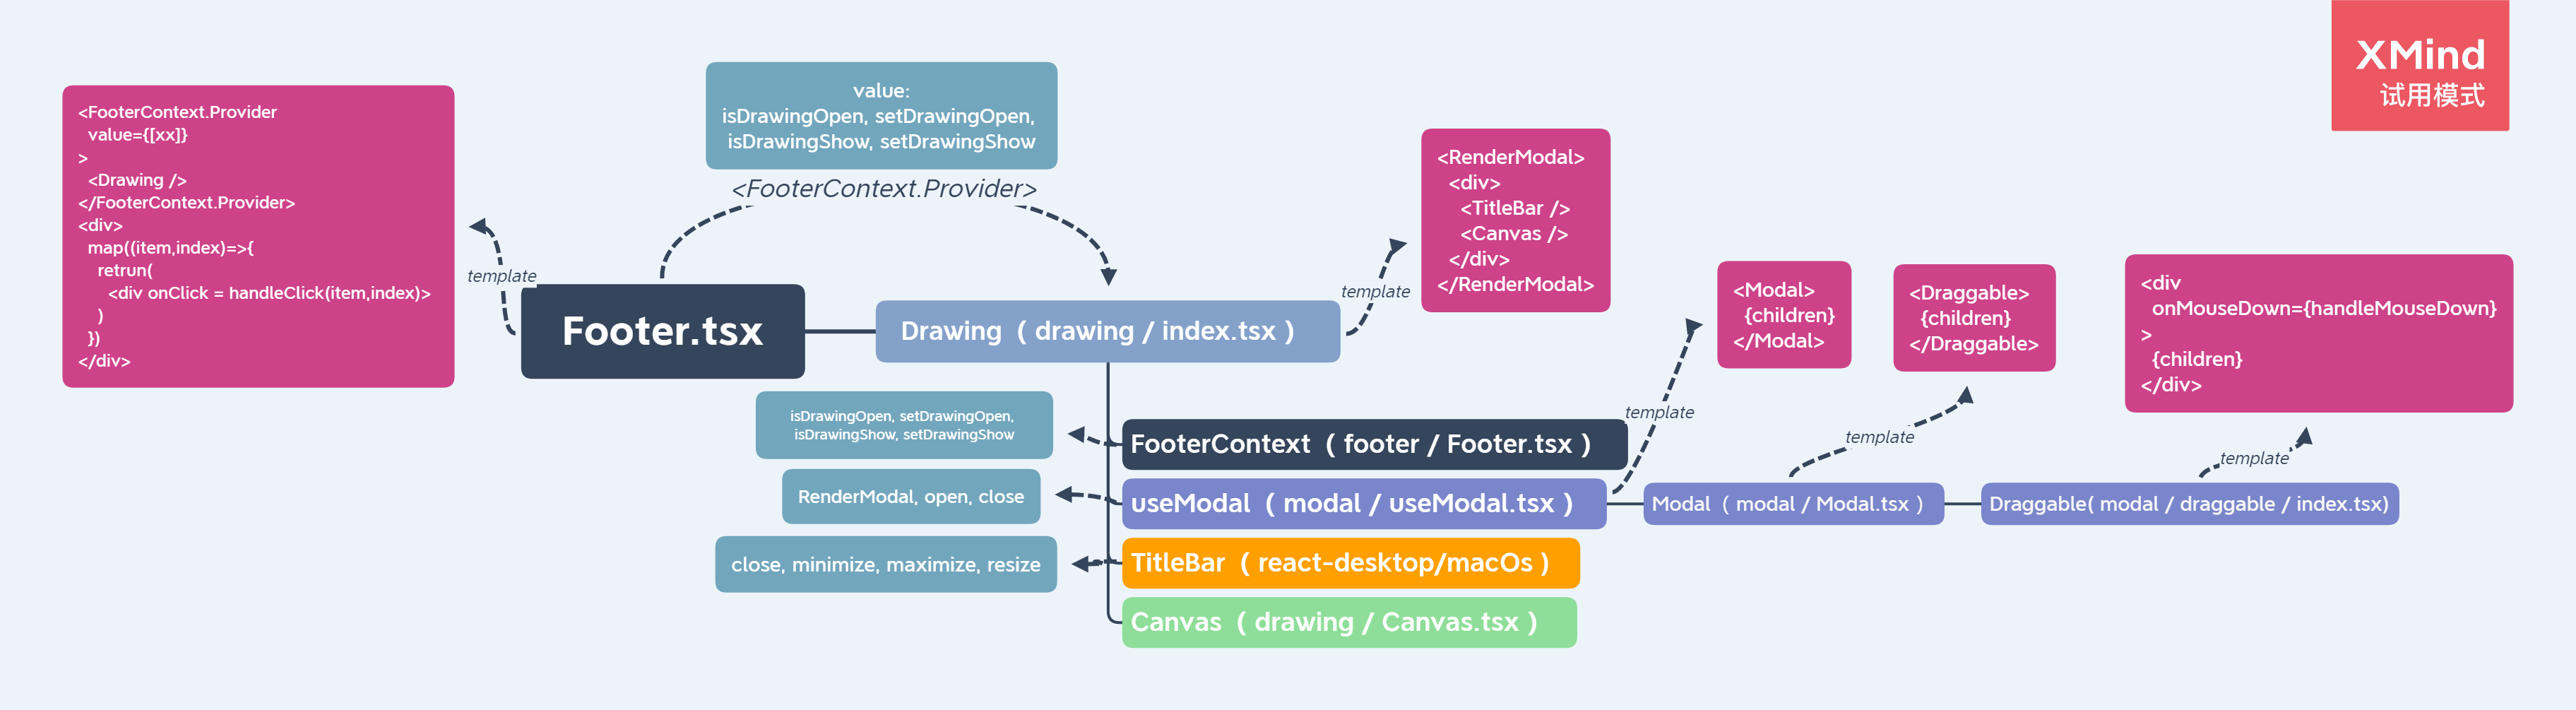 XMind
试用模式
<FooterContext.Provider
value={[xx]}
>
<Drawing />
</FooterContext.Provider>
<div>
map((item,index)=>{
retrun(
<div onClick = handleClick(item,index)>
)
})
</div>
template
value:
isDrawingOpen, setDrawingOpen,
isDrawingShow, setDrawingShow
<FooterContext.Provider>
Footer.tsx
Drawing ( drawing / index.tsx )
template
<RenderModal>
<div>
<TitleBar />
<Canvas />
</div>
</RenderModal>
isDrawingOpen, setDrawingOpen,
isDrawingShow, setDrawingShow
FooterContext ( footer / Footer.tsx )
RenderModal, open, close
useModal ( modal / useModal.tsx )
template
<Modal>
{children}
</Modal>
Modal ( modal / Modal.tsx )
template
<Draggable>
{children}
</Draggable>
Draggable( modal / draggable / index.tsx)
template
<div
onMouseDown={handleMouseDown}
>
{children}
</div>
close, minimize, maximize, resize
TitleBar ( react-desktop/macOs )
Canvas ( drawing / Canvas.tsx )